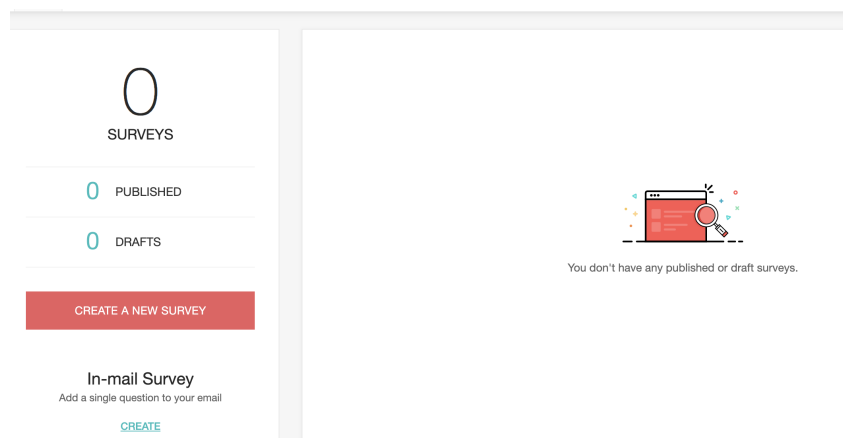 0
SURVEYS
0 PUBLISHED
0 DRAFTS
CREATE A NEW SURVEY
In-mail Survey
Add a single question to your email
CREATE
You don't have any published or draft surveys.